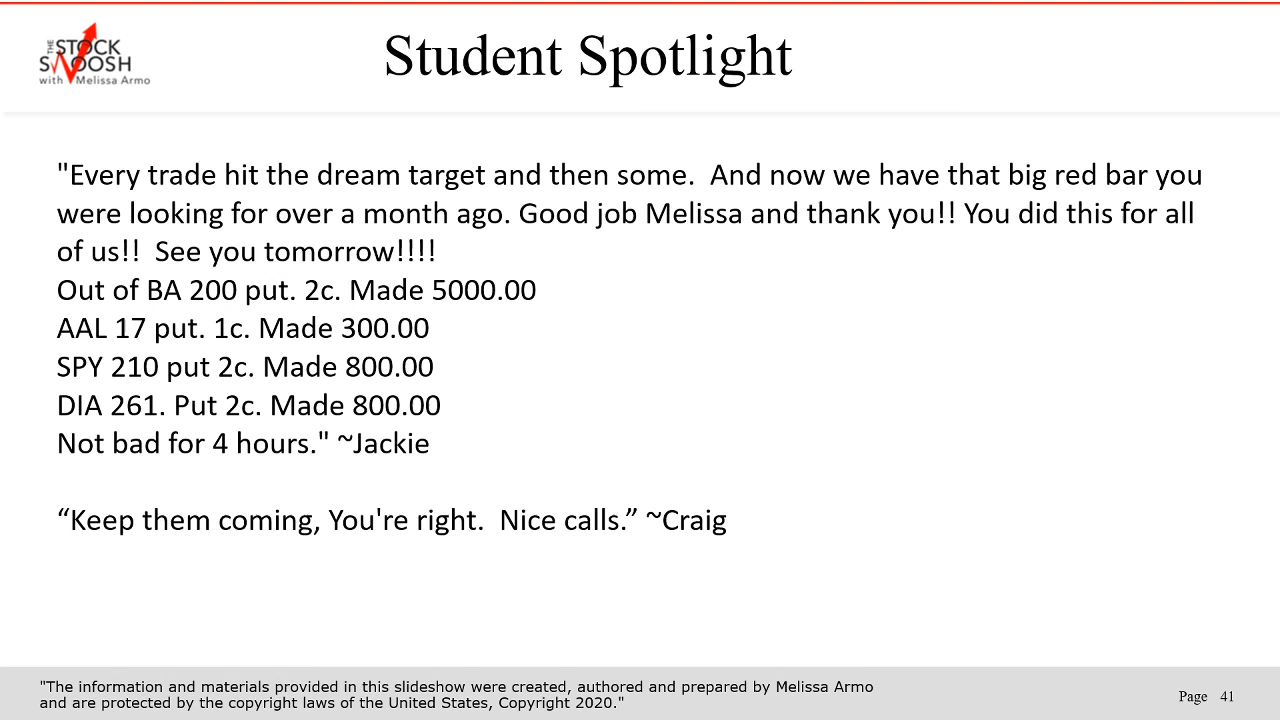 THE STOCK
SWOOSH
with Melissa Armo
Student Spotlight
"Every trade hit the dream target and then some.  And now we have that big red bar you
were looking for over a month ago. Good job Melissa and thank you!! You did this for all
of us!!  See you tomorrow!!!!
Out of BA 200 put. 2c. Made 5000.00
AAL 17 put. 1c. Made 300.00
SPY 210 put 2c. Made 800.00
DIA 261. Put 2c. Made 800.00
Not bad for 4 hours." ~Jackie
“Keep them coming, You're right.  Nice calls.” ~Craig
"The information and materials provided in this slideshow were created, authored and prepared by Melissa Armo
and are protected by the copyright laws of the United States, Copyright 2020."
Page 41